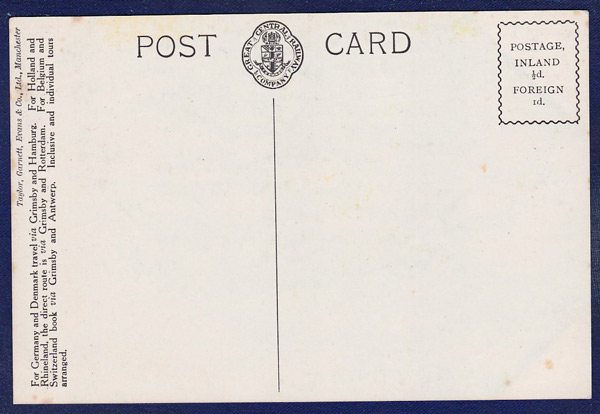 POST CARD
GREAT CENTRAL RAILWAY COMPANY
POSTAGE,
INLAND
½d.
FOREIGN
1d.
Taylor, Garnett, Evans & Co., Ltd., Manchester
For Germany and Denmark travel via Grimsby and Hamburg. For Holland and
Rhineland, the direct route is via Grimsby and Rotterdam. For Belgium and
Switzerland book via Grimsby and Antwerp. Inclusive and individual tours
arranged.